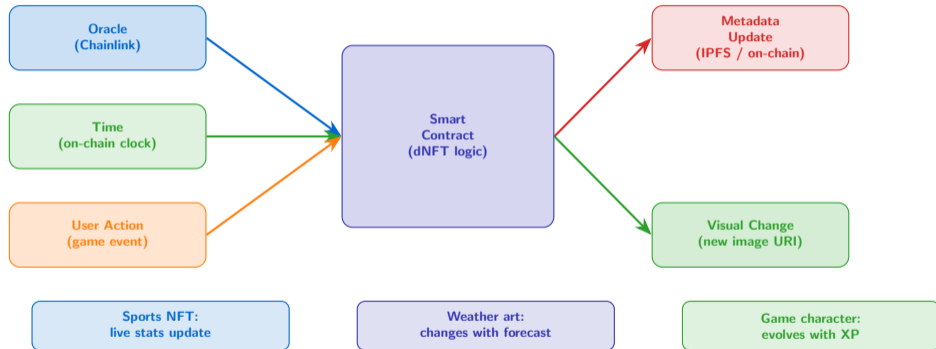 Oracle
(Chainlink)
Time
(on-chain clock)
User Action
(game event)
Smart
Contract
(dNFT logic)
Metadata
Update
(IPFS / on-chain)
Visual Change
(new image URI)
Sports NFT:
live stats update
Weather art:
changes with forecast
Game character:
evolves with XP